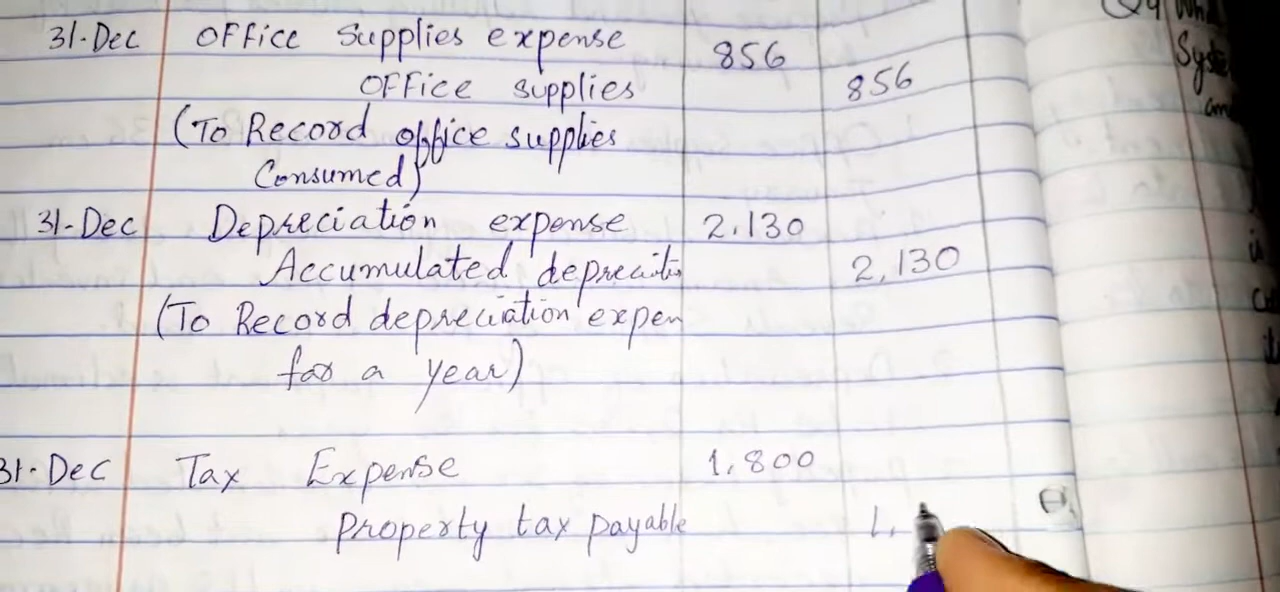 31-Dec Office Supplies expense 856
Office supplies 856
(To Record office supplies
Consumed)
31-Dec Depreciation expense 2.130
Accumulated depreciatio 2,130
(To Record depreciation expen
for a year)
31-Dec Tax Expense 1,800
Property tax payable 1,
Q4